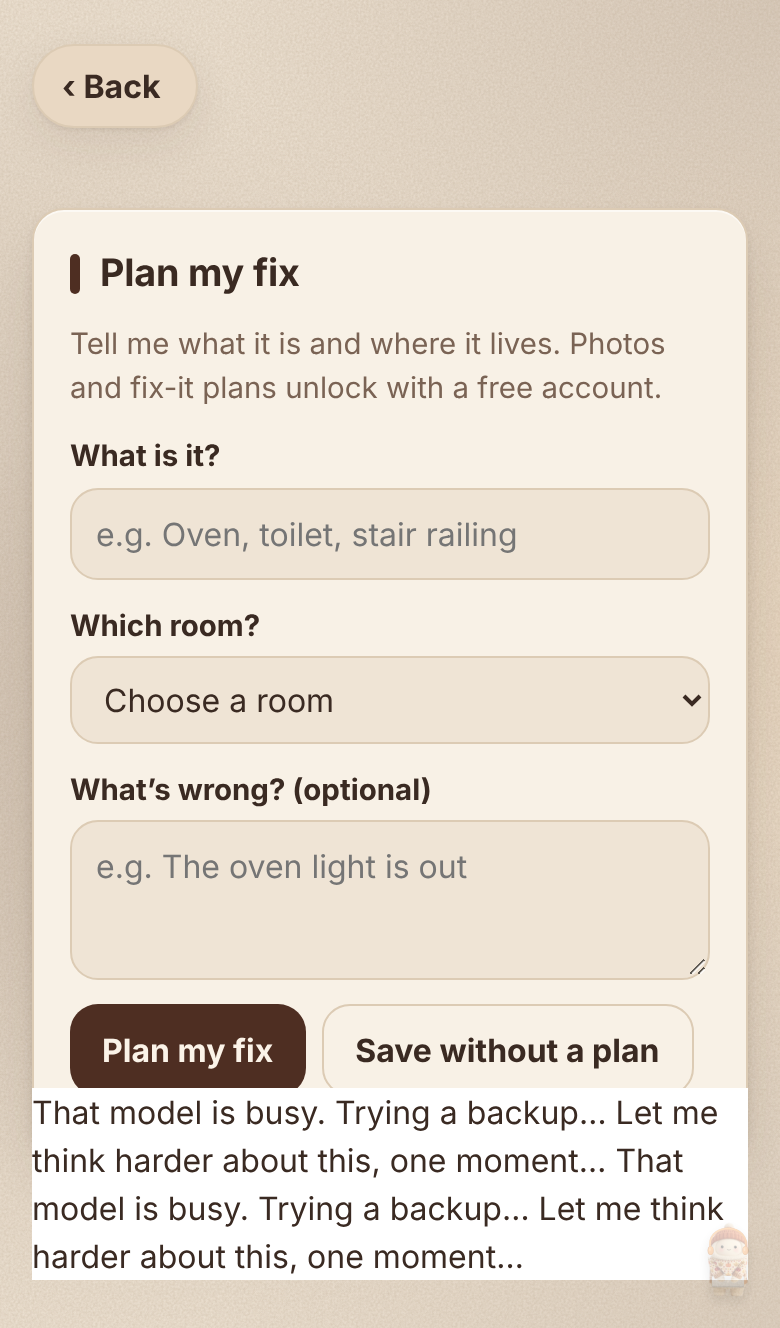 ‹ Back
Plan my fix
Tell me what it is and where it lives. Photos
and fix-it plans unlock with a free account.
What is it?
e.g. Oven, toilet, stair railing
Which room?
Choose a room
What’s wrong? (optional)
e.g. The oven light is out
Plan my fix
Save without a plan
That model is busy. Trying a backup... Let me
think harder about this, one moment... That
model is busy. Trying a backup... Let me think
harder about this, one moment...